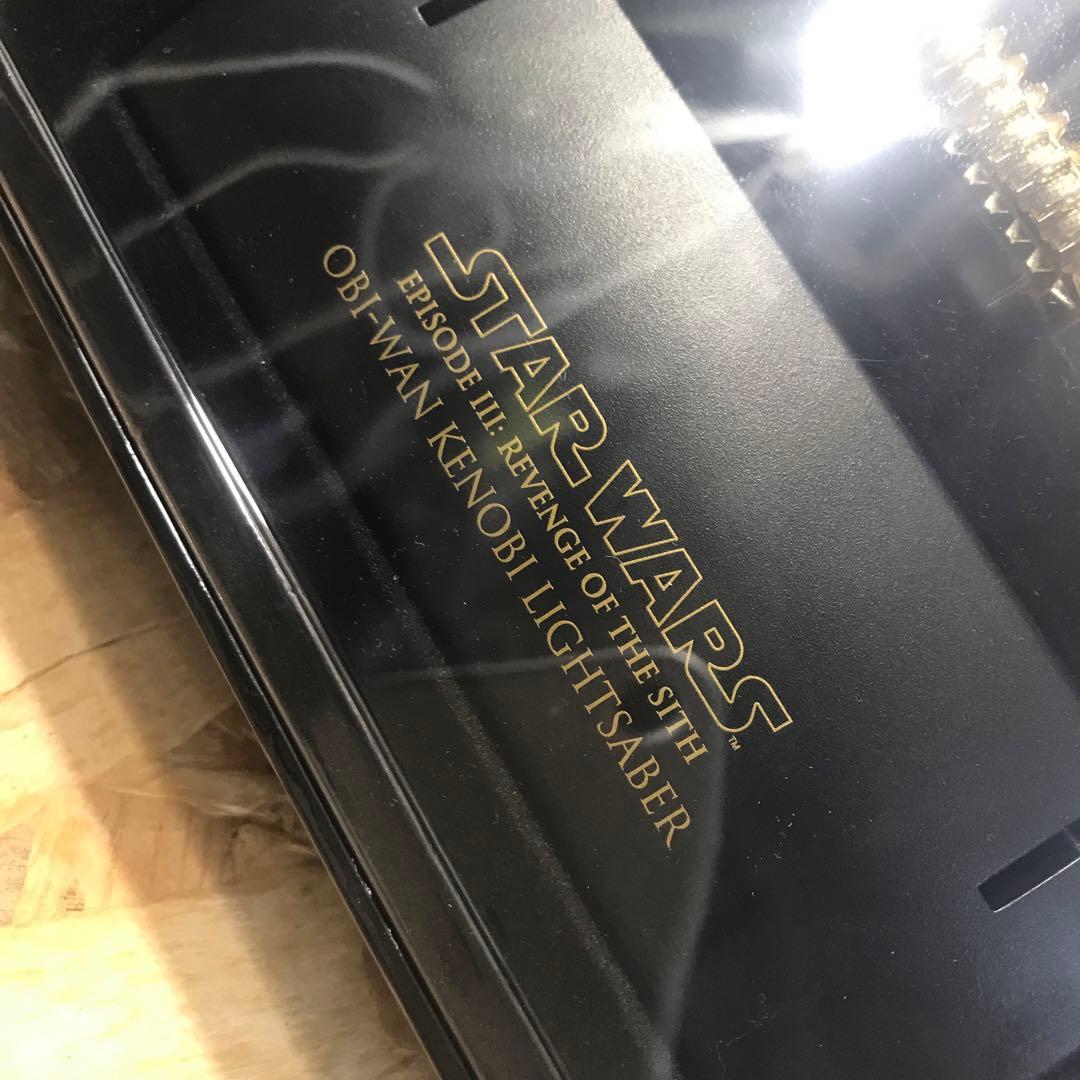 STAR WARS™
EPISODE III: REVENGE OF THE SITH
OBI-WAN KENOBI LIGHTSABER